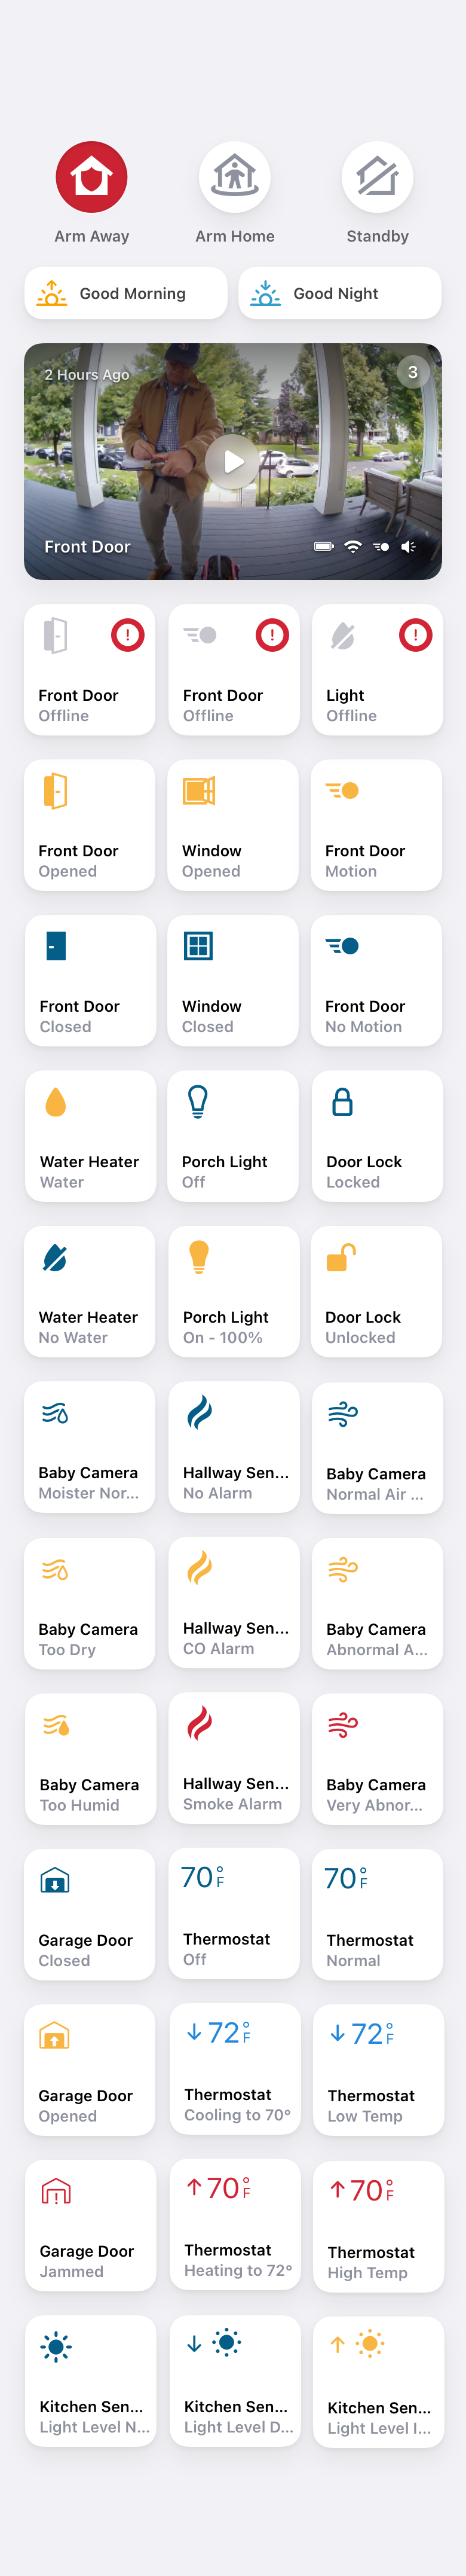 Arm Away
Arm Home
Standby
Good Morning
Good Night
2 Hours Ago
3
Front Door
Front Door
Offline
Front Door
Offline
Light
Offline
Front Door
Opened
Window
Opened
Front Door
Motion
Front Door
Closed
Window
Closed
Front Door
No Motion
Water Heater
Water
Porch Light
Off
Door Lock
Locked
Water Heater
No Water
Porch Light
On - 100%
Door Lock
Unlocked
Baby Camera
Moister Nor...
Hallway Sen...
No Alarm
Baby Camera
Normal Air ...
Baby Camera
Too Dry
Hallway Sen...
CO Alarm
Baby Camera
Abnormal A...
Baby Camera
Too Humid
Hallway Sen...
Smoke Alarm
Baby Camera
Very Abnor...
Garage Door
Closed
70°F
Thermostat
Off
70°F
Thermostat
Normal
Garage Door
Opened
↓72°F
Thermostat
Cooling to 70°
↓72°F
Thermostat
Low Temp
Garage Door
Jammed
↑70°F
Thermostat
Heating to 72°
↑70°F
Thermostat
High Temp
Kitchen Sen...
Light Level N...
Kitchen Sen...
Light Level D...
Kitchen Sen...
Light Level I...